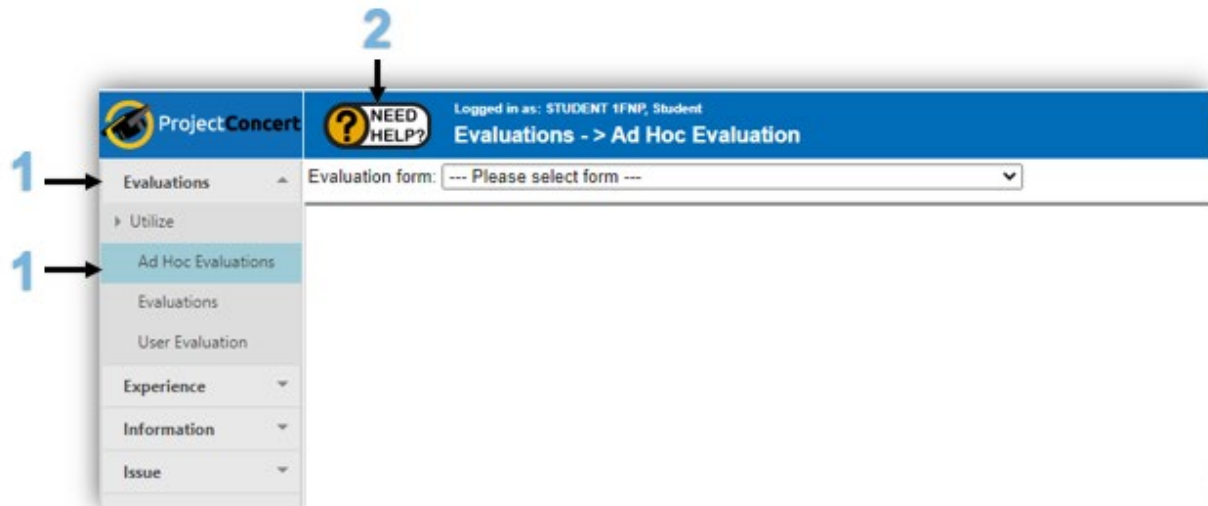 2
ProjectConcert
NEED
HELP?
Logged in as: STUDENT 1FNP, Student
Evaluations - > Ad Hoc Evaluation
1
Evaluations
Evaluation form: --- Please select form ---
Utilize
1
Ad Hoc Evaluations
Evaluations
User Evaluation
Experience
Information
Issue